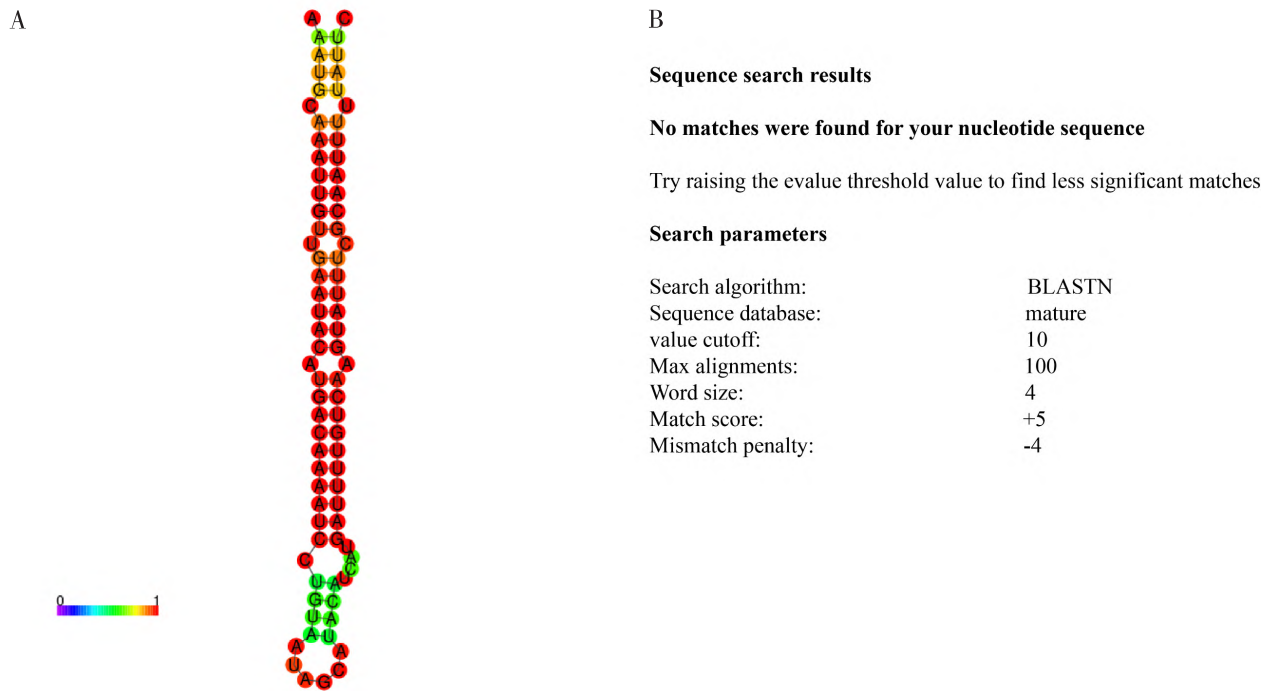 A
B
A C
A U
A U
U A
G U
C U
A U
A U
A U
U A
U A
G C
U G
U C
G U
A U
A U
U A
A U
C G
A A
U A
G C
A U
C G
A U
A U
A U
A U
U A
C G
U
C A
C
U
U A
G C
U A
A U
A A
U C
A G
0 1
Sequence search results
No matches were found for your nucleotide sequence
Try raising the evalue threshold value to find less significant matches
Search parameters
Search algorithm: BLASTN
Sequence database: mature
value cutoff: 10
Max alignments: 100
Word size: 4
Match score: +5
Mismatch penalty: -4